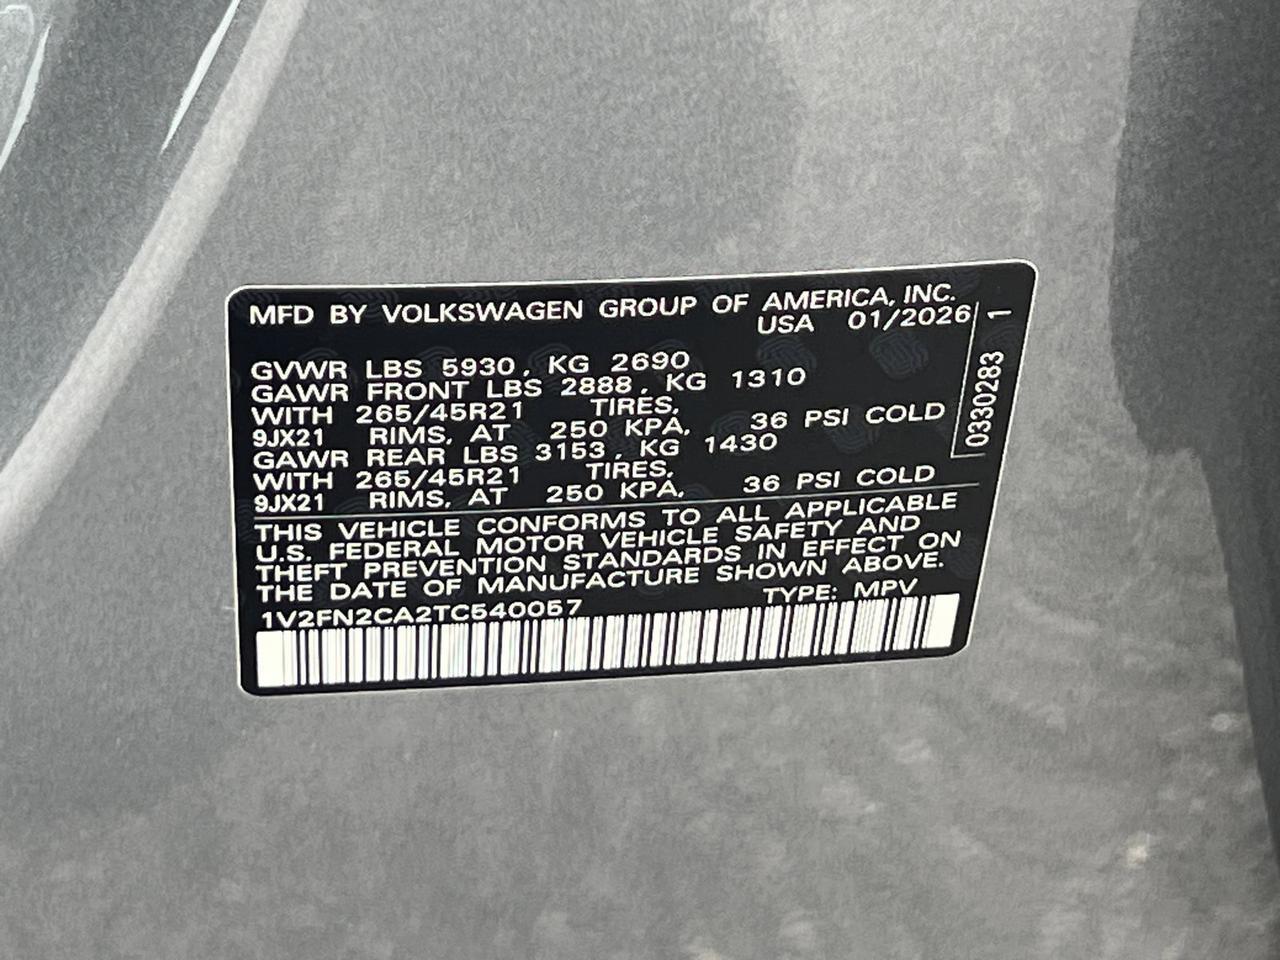 MFD BY VOLKSWAGEN GROUP OF AMERICA, INC.
USA 01/2026
GVWR LBS 5930, KG 2690
GAWR FRONT LBS 2888, KG 1310
WITH 265/45R21 TIRES,
9JX21 RIMS, AT 250 KPA, 36 PSI COLD
GAWR REAR LBS 3153, KG 1430
WITH 265/45R21 TIRES,
9JX21 RIMS, AT 250 KPA, 36 PSI COLD
THIS VEHICLE CONFORMS TO ALL APPLICABLE
U.S. FEDERAL MOTOR VEHICLE SAFETY AND
THEFT PREVENTION STANDARDS IN EFFECT ON
THE DATE OF MANUFACTURE SHOWN ABOVE.
1V2FN2CA2TC540057 TYPE: MPV
0330283 1